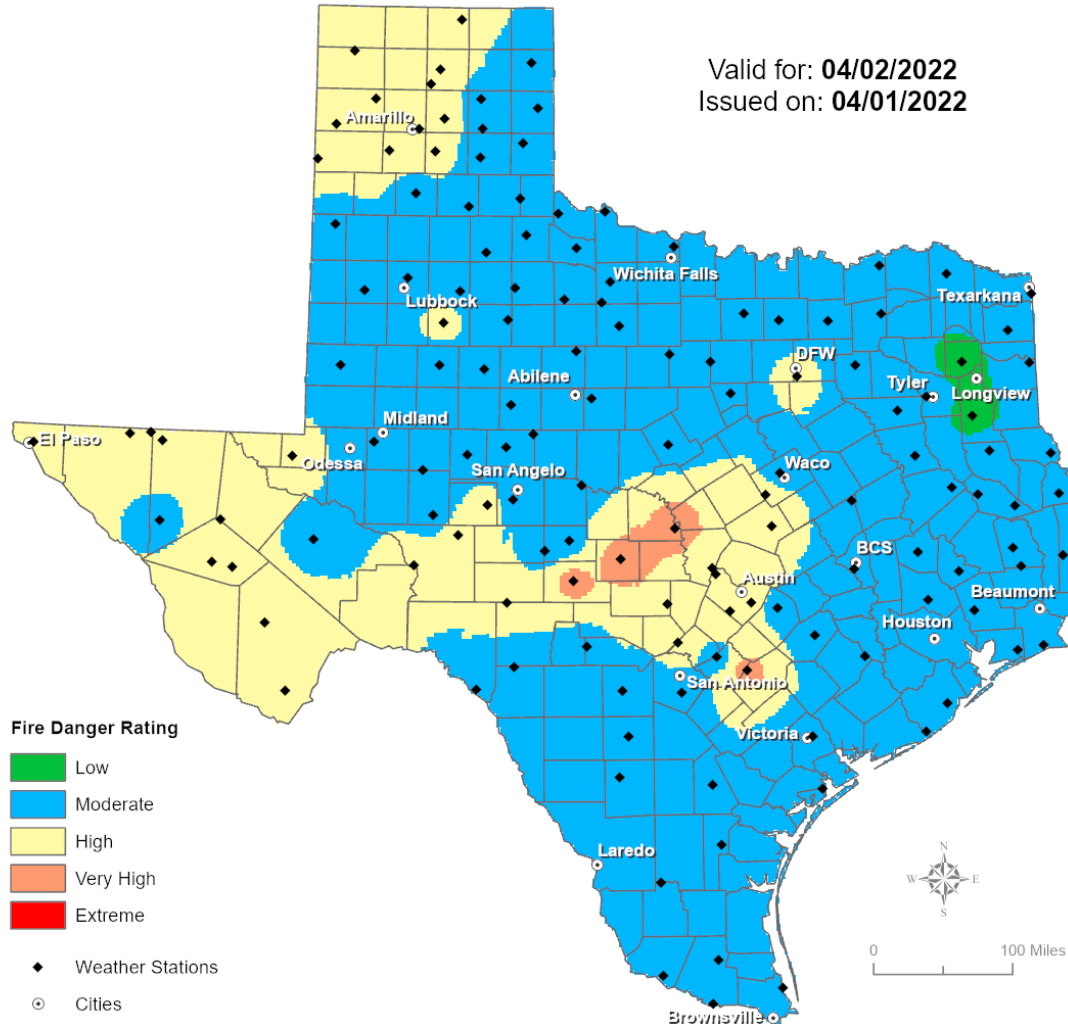 Valid for: 04/02/2022
Issued on: 04/01/2022
Amarillo
Wichita Falls
Lubbock
Texarkana
DFW
Abilene
Tyler
Longview
Midland
El Paso
Odessa
San Angelo
Waco
BCS
Austin
Beaumont
Houston
San Antonio
Victoria
Laredo
Brownsville
Fire Danger Rating
Low
Moderate
High
Very High
Extreme
Weather Stations
Cities
N
W E
S
0 100 Miles